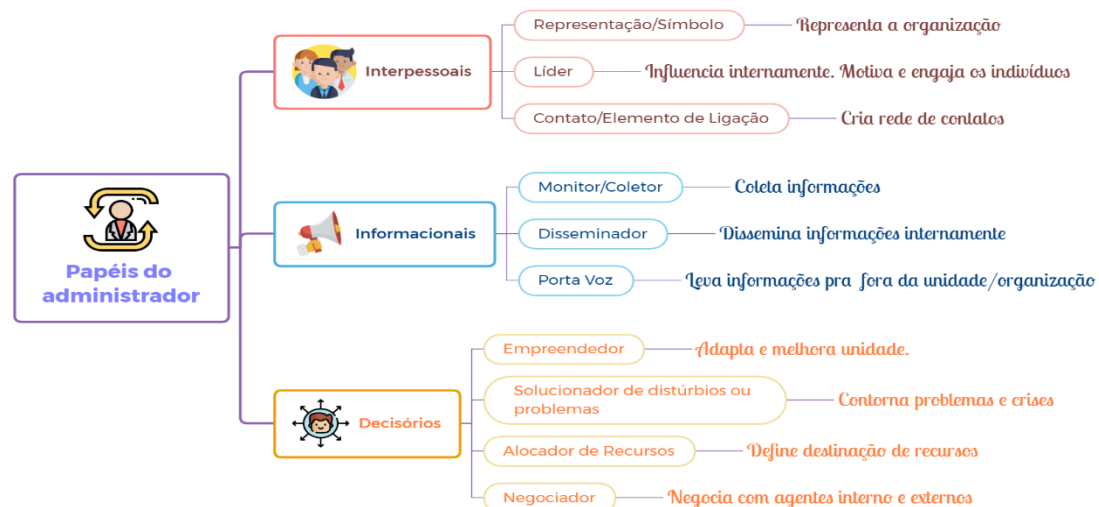 Papéis do
administrador
Interpessoais
Representação/Símbolo
Representa a organização
Líder
Influencia internamente. Motiva e engaja os indivíduos
Contato/Elemento de Ligação
Cria rede de contatos
Informacionais
Monitor/Coletor
Coleta informações
Disseminador
Dissemina informações internamente
Porta Voz
Leva informações pra fora da unidade/organização
Decisórios
Empreendedor
Adapta e melhora unidade.
Solucionador de distúrbios ou
problemas
Contorna problemas e crises
Alocador de Recursos
Define destinação de recursos
Negociador
Negocia com agentes interno e externos